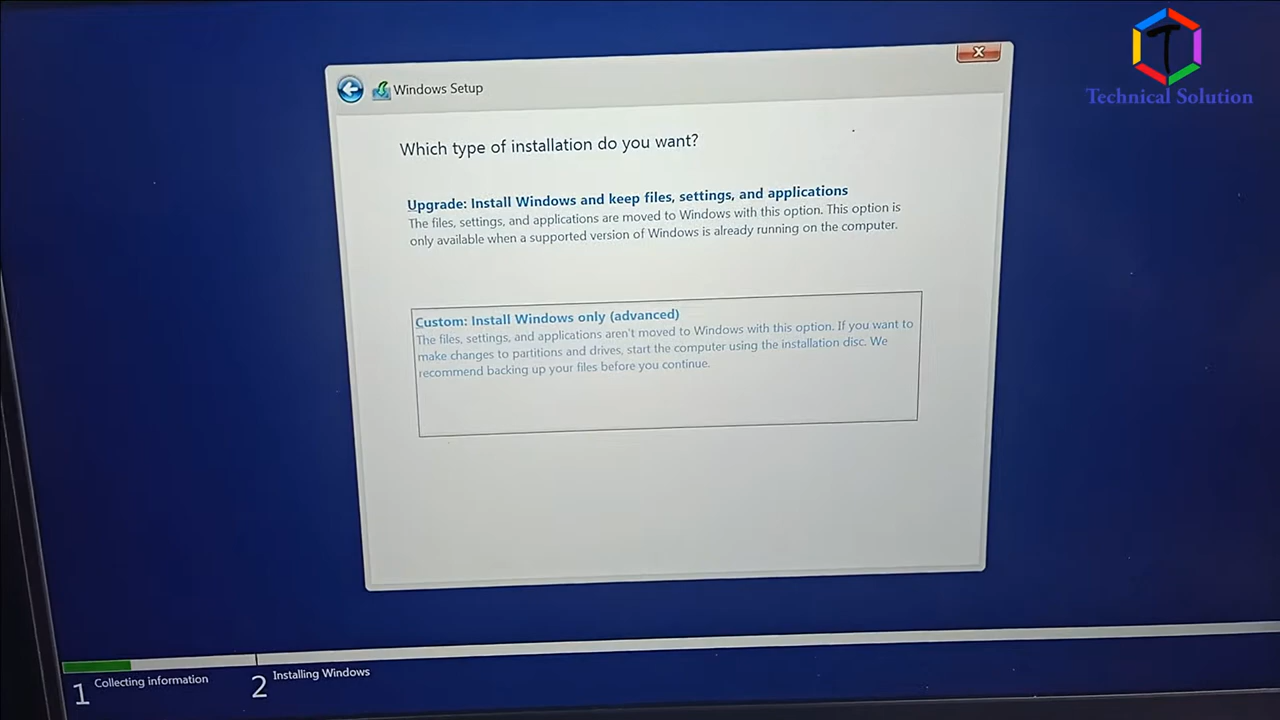 T
Technical Solution
Windows Setup
Which type of installation do you want?
Upgrade: Install Windows and keep files, settings, and applications
The files, settings, and applications are moved to Windows with this option. This option is
only available when a supported version of Windows is already running on the computer.
Custom: Install Windows only (advanced)
The files, settings, and applications aren't moved to Windows with this option. If you want to
make changes to partitions and drives, start the computer using the installation disc. We
recommend backing up your files before you continue.
1 Collecting information
2 Installing Windows